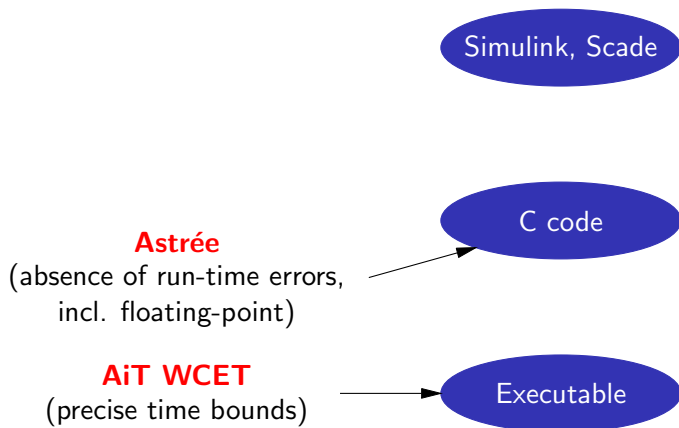 Simulink, Scade
C code
Astrée
(absence of run-time errors,
incl. floating-point)
AiT WCET
(precise time bounds)
Executable